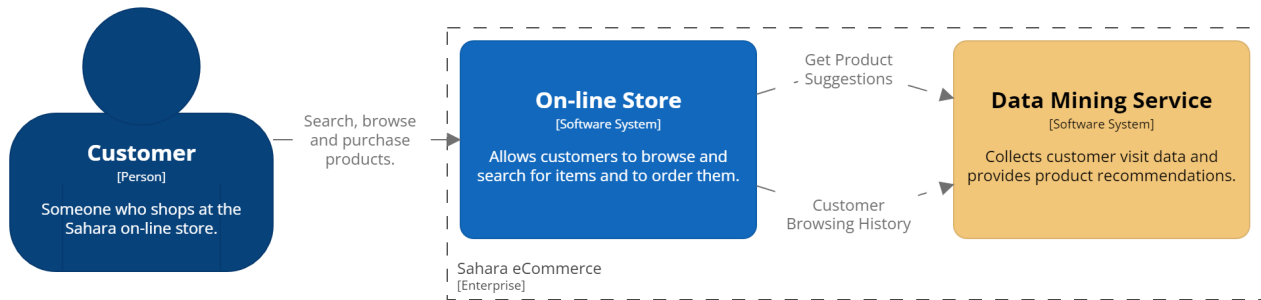 Customer
[Person]
Someone who shops at the
Sahara on-line store.
Search, browse
and purchase
products.
On-line Store
[Software System]
Allows customers to browse and
search for items and to order them.
Get Product
Suggestions
Customer
Browsing History
Data Mining Service
[Software System]
Collects customer visit data and
provides product recommendations.
Sahara eCommerce
[Enterprise]